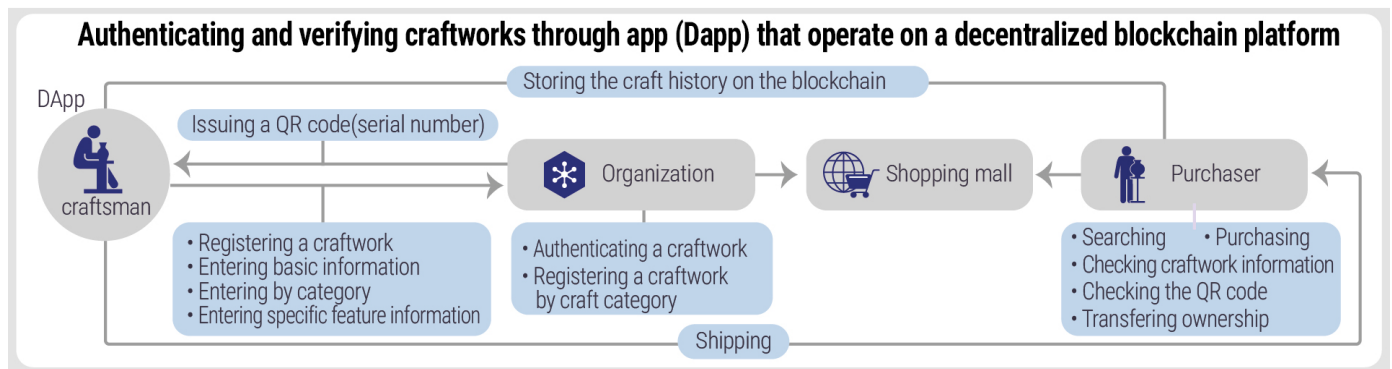 Authenticating and verifying craftworks through app (Dapp) that operate on a decentralized blockchain platform
Storing the craft history on the blockchain
DApp
craftsman
Issuing a QR code(serial number)
• Registering a craftwork
• Entering basic information
• Entering by category
• Entering specific feature information
Organization
• Authenticating a craftwork
• Registering a craftwork
by craft category
Shopping mall
Purchaser
• Searching • Purchasing
• Checking craftwork information
• Checking the QR code
• Transfering ownership
Shipping